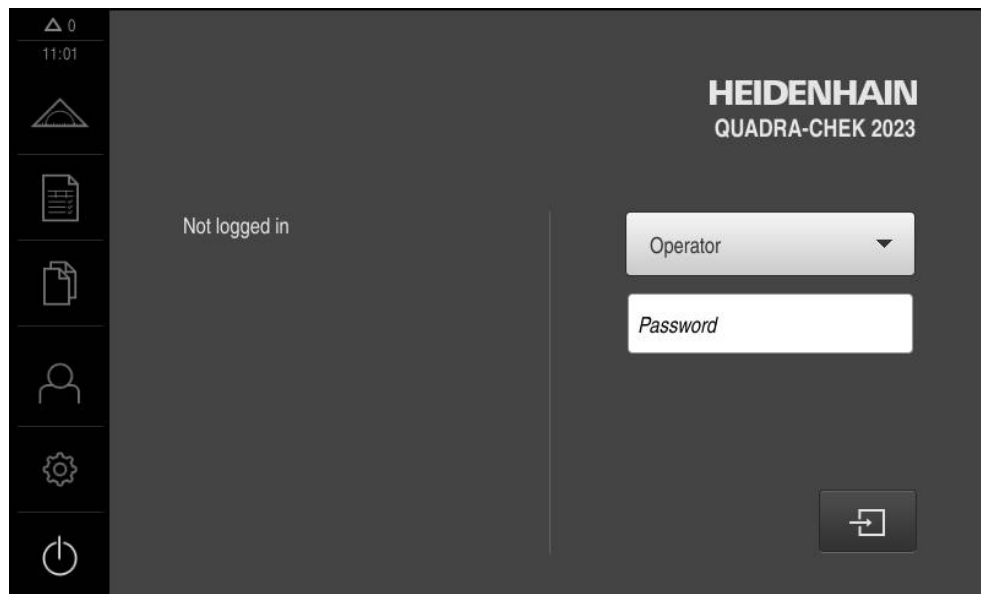 0
11:01
HEIDENHAIN
QUADRA-CHEK 2023
Not logged in
Operator
Password